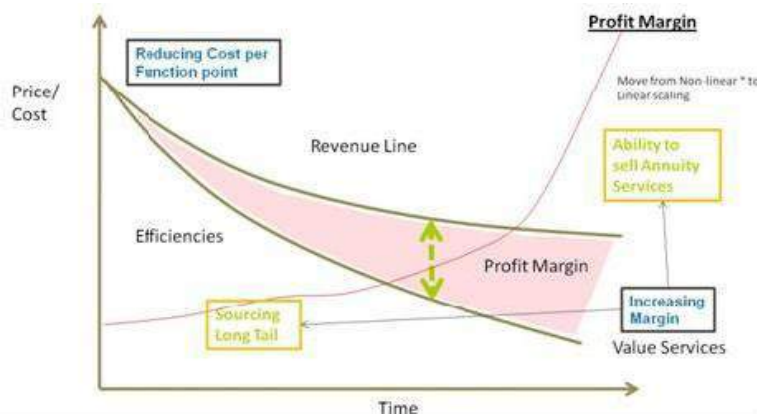 Profit Margin
Reducing Cost per
Function point
Price/
Cost
Move from Non-linear * to
Linear scaling
Revenue Line
Ability to
sell Annuity
Services
Efficiencies
Profit Margin
Sourcing
Long Tail
Increasing
Margin
Value Services
Time